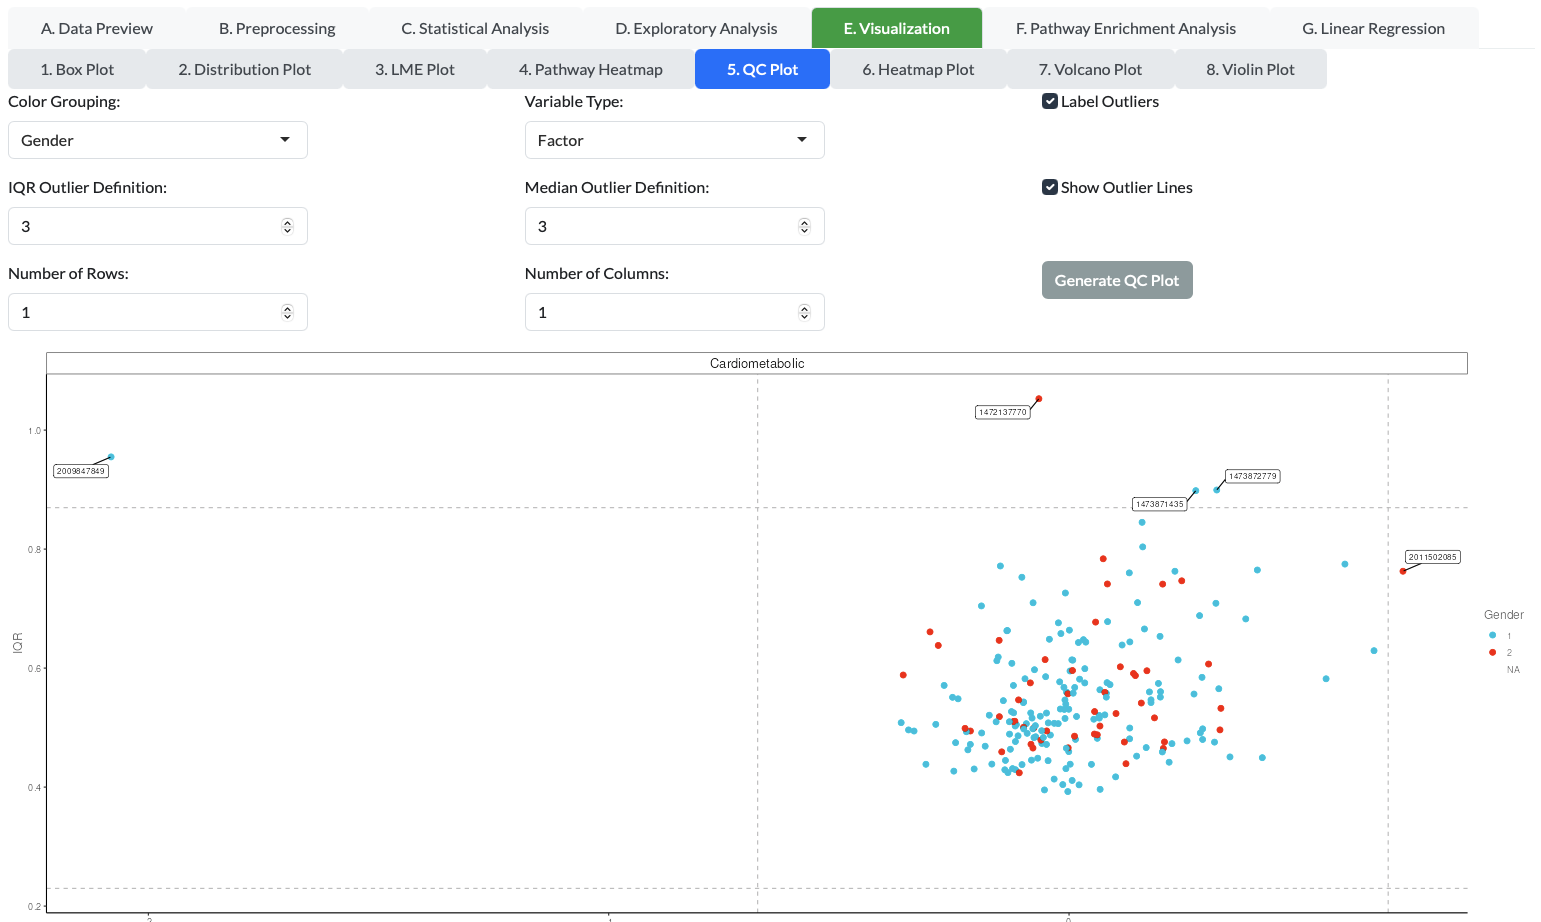 A. Data Preview B. Preprocessing C. Statistical Analysis D. Exploratory Analysis E. Visualization F. Pathway Enrichment Analysis G. Linear Regression
1. Box Plot 2. Distribution Plot 3. LME Plot 4. Pathway Heatmap 5. QC Plot 6. Heatmap Plot 7. Volcano Plot 8. Violin Plot
Color Grouping: Variable Type: Label Outliers
Gender Factor
IQR Outlier Definition: Median Outlier Definition: Show Outlier Lines
3 3
Number of Rows: Number of Columns: Generate QC Plot
1 1
Cardiometabolic
1472137770
1.0
2009847849
1473872779
1473871435
0.8
2011502085
Gender
1
2
NA
IQR
0.6
0.4
0.2